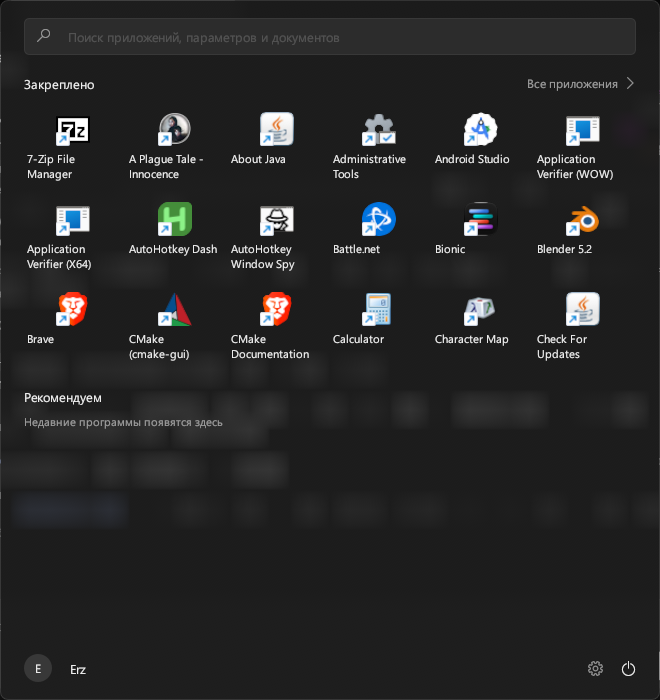 Поиск приложений, параметров и документов
Закреплено
Все приложения
7-Zip File
Manager
A Plague Tale -
Innocence
About Java
Administrative
Tools
Android Studio
Application
Verifier (WOW)
Application
Verifier (X64)
AutoHotkey Dash
AutoHotkey
Window Spy
Battle.net
Bionic
Blender 5.2
Brave
CMake
(cmake-gui)
CMake
Documentation
Calculator
Character Map
Check For
Updates
Рекомендуем
Недавние программы появятся здесь
E
Erz